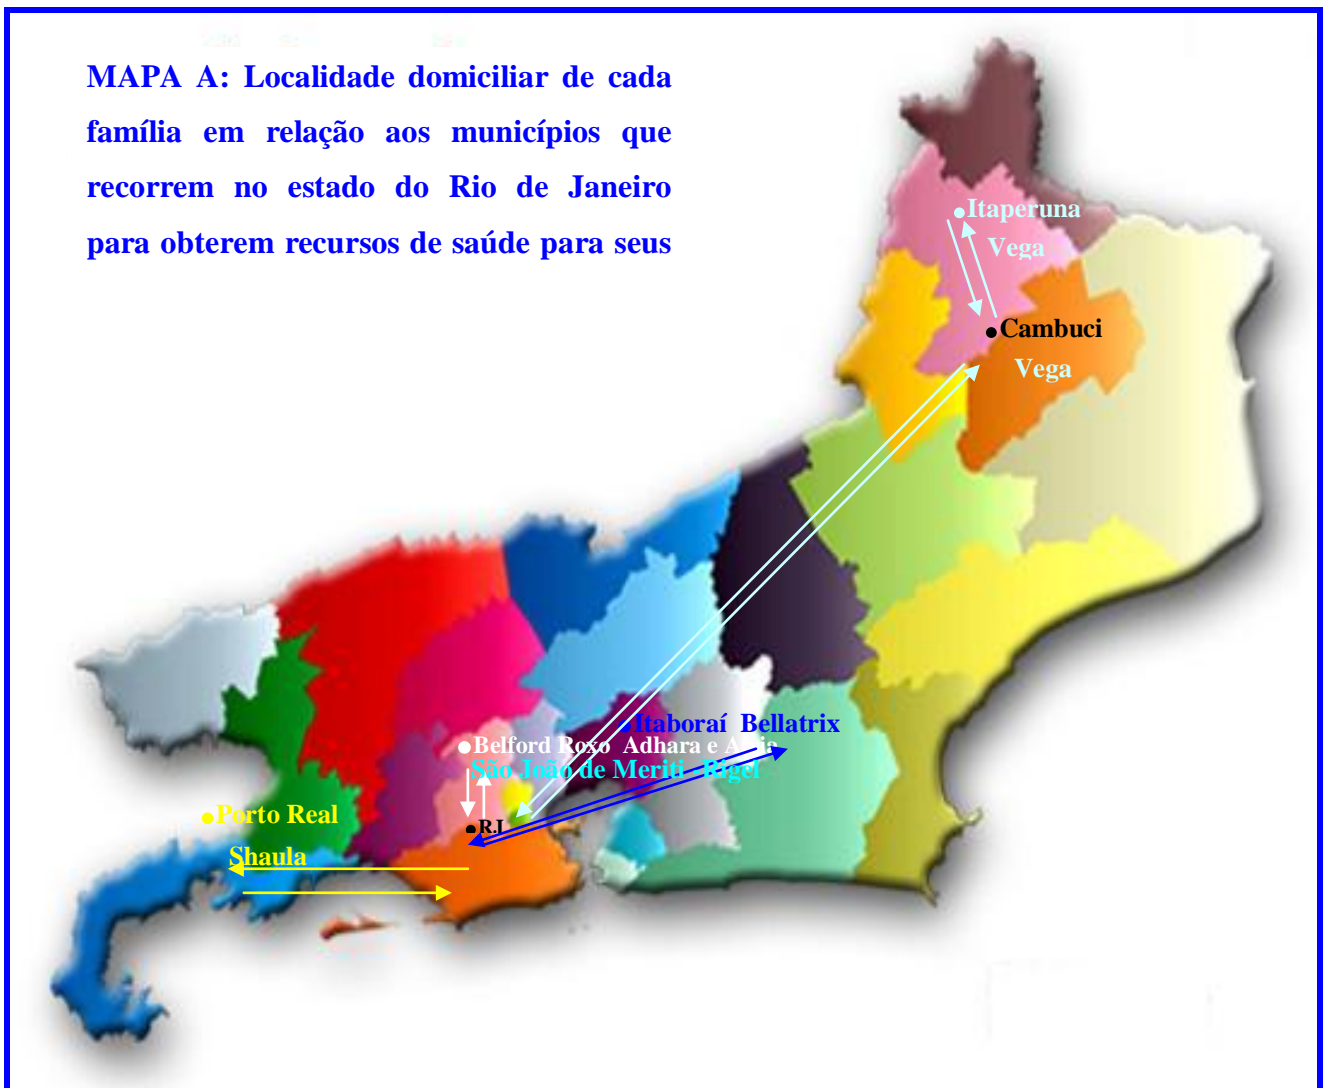 MAPA A: Localidade domiciliar de cada
família em relação aos municípios que
recorrem no estado do Rio de Janeiro
para obterem recursos de saúde para seus
Itaperuna
Vega
Cambuci
Vega
Itaboraí Bellatrix
Belford Roxo Adhara e
São João de Meriti -Rigel
Porto Real
R.J
Shaula